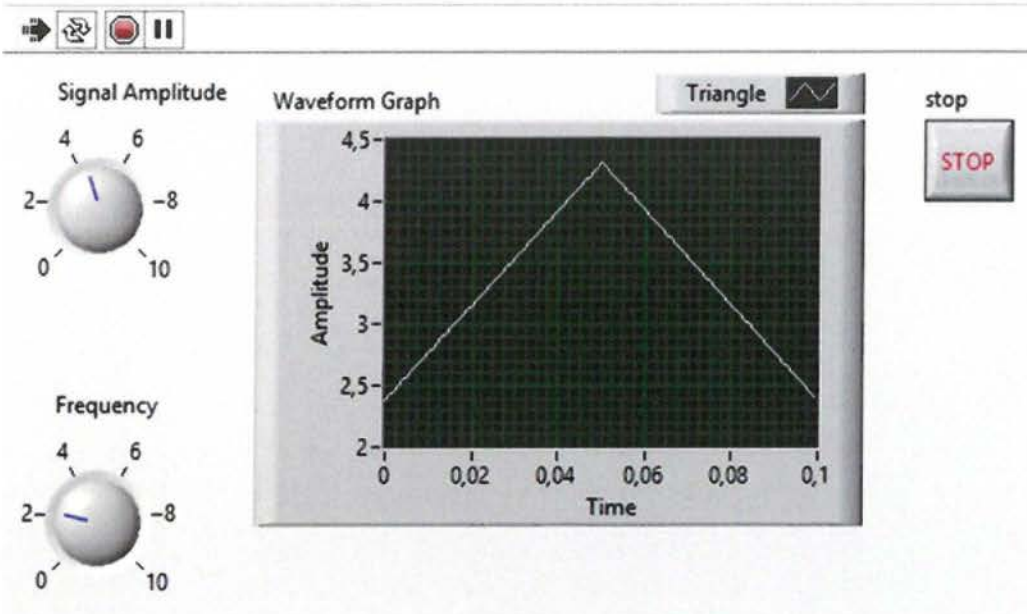 Signal Amplitude
0 2 4 6 8 10
Waveform Graph
Triangle
Amplitude
4,5
4
3,5
3
2,5
2
0 0,02 0,04 0,06 0,08 0,1
Time
stop
STOP
Frequency
0 2 4 6 8 10